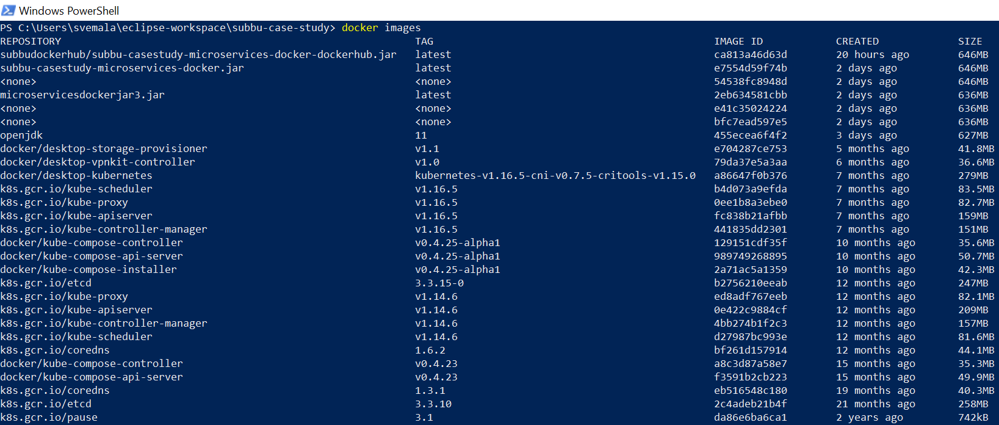 Windows PowerShell
PS C:\Users\svemala\eclipse-workspace\subbu-case-study> docker images
REPOSITORY TAG IMAGE ID CREATED SIZE
subbudockerhub/subbu-casestudy-microservices-docker-dockerhub.jar latest ca813a46d63d 20 hours ago 646MB
subbu-casestudy-microservices-docker.jar latest e7554d59f74b 2 days ago 646MB
<none> <none> 54538fc8948d 2 days ago 646MB
microservicesdockerjar3.jar latest 2eb634581cbb 2 days ago 636MB
<none> <none> e41c35024224 2 days ago 636MB
<none> <none> bfc7ead597e5 2 days ago 636MB
openjdk 11 455ecea6f4f2 3 days ago 627MB
docker/desktop-storage-provisioner v1.1 e704287ce753 5 months ago 41.8MB
docker/desktop-vpnkit-controller v1.0 79da37e5a3aa 6 months ago 36.6MB
docker/desktop-kubernetes kubernetes-v1.16.5-cni-v0.7.5-critools-v1.15.0 a86647f0b376 7 months ago 279MB
k8s.gcr.io/kube-scheduler v1.16.5 b4d073a9efda 7 months ago 83.5MB
k8s.gcr.io/kube-proxy v1.16.5 0ee1b8a3ebe0 7 months ago 82.7MB
k8s.gcr.io/kube-apiserver v1.16.5 fc838b21afbb 7 months ago 159MB
k8s.gcr.io/kube-controller-manager v1.16.5 441835dd2301 7 months ago 151MB
docker/kube-compose-controller v0.4.25-alpha1 129151cdf35f 10 months ago 35.6MB
docker/kube-compose-api-server v0.4.25-alpha1 989749268895 10 months ago 50.7MB
docker/kube-compose-installer v0.4.25-alpha1 2a71ac5a1359 10 months ago 42.3MB
k8s.gcr.io/etcd 3.3.15-0 b2756210eeab 12 months ago 247MB
k8s.gcr.io/kube-proxy v1.14.6 ed8adf767eeb 12 months ago 82.1MB
k8s.gcr.io/kube-apiserver v1.14.6 0e422c9884cf 12 months ago 209MB
k8s.gcr.io/kube-controller-manager v1.14.6 4bb274b1f2c3 12 months ago 157MB
k8s.gcr.io/kube-scheduler v1.14.6 d27987bc993e 12 months ago 81.6MB
k8s.gcr.io/coredns 1.6.2 bf261d157914 12 months ago 44.1MB
docker/kube-compose-controller v0.4.23 a8c3d87a58e7 15 months ago 35.3MB
docker/kube-compose-api-server v0.4.23 f3591b2cb223 15 months ago 49.9MB
k8s.gcr.io/coredns 1.3.1 eb516548c180 19 months ago 40.3MB
k8s.gcr.io/etcd 3.3.10 2c4adeb21b4f 21 months ago 258MB
k8s.gcr.io/pause 3.1 da86e6ba6ca1 2 years ago 742kB